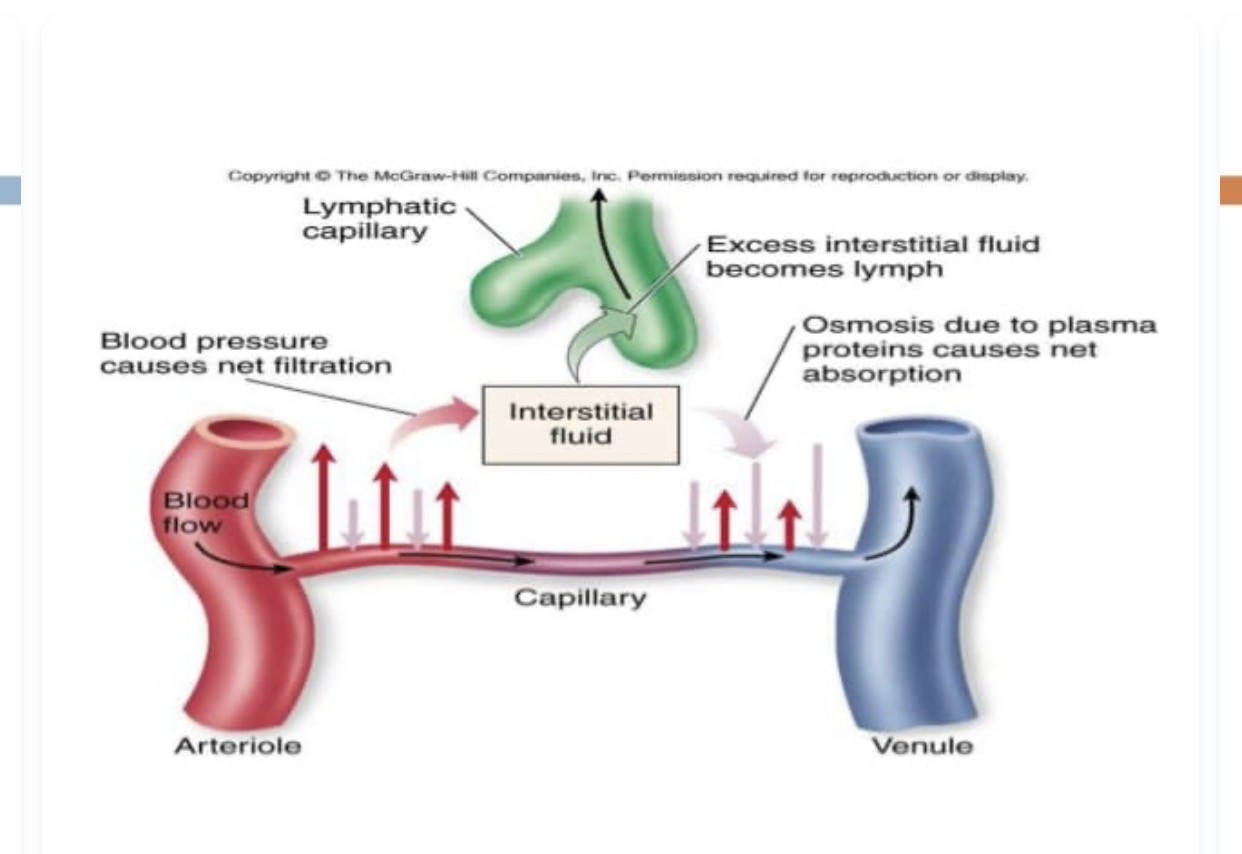 Copyright © The McGraw-Hill Companies, Inc. Permission required for reproduction or display.
Lymphatic
capillary
Excess interstitial fluid
becomes lymph
Blood pressure
causes net filtration
Osmosis due to plasma
proteins causes net
absorption
Interstitial
fluid
Blood
flow
Capillary
Arteriole
Venule